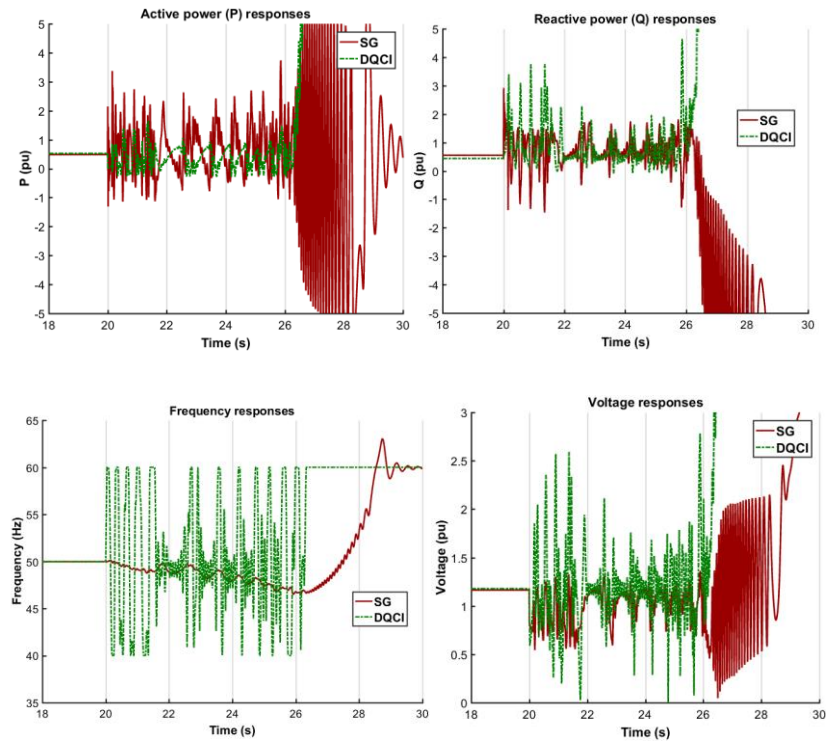 Active power (P) responses
SG
DQCI
P (pu)
5
4
3
2
1
0
-1
-2
-3
-4
-5
18 20 22 24 26 28 30
Time (s)
Reactive power (Q) responses
SG
DQCI
Q (pu)
5
4
3
2
1
0
-1
-2
-3
-4
-5
18 20 22 24 26 28 30
Time (s)
Frequency responses
SG
DQCI
Frequency (Hz)
65
60
55
50
45
40
35
18 20 22 24 26 28 30
Time (s)
Voltage responses
SG
DQCI
Voltage (pu)
3
2.5
2
1.5
1
0.5
0
18 20 22 24 26 28 30
Time (s)